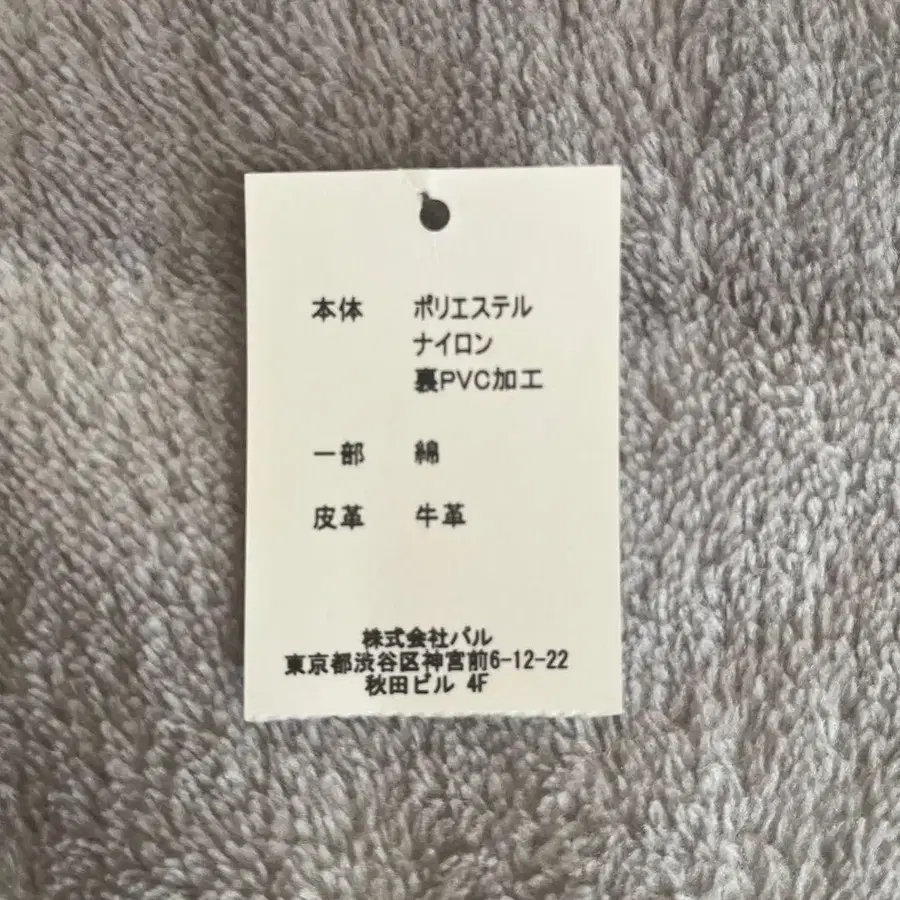 本体 ポリエステル
ナイロン
裏PVC加工
一部 綿
皮革 牛革
株式会社パル
東京都渋谷区神宮前6-12-22
秋田ビル 4F